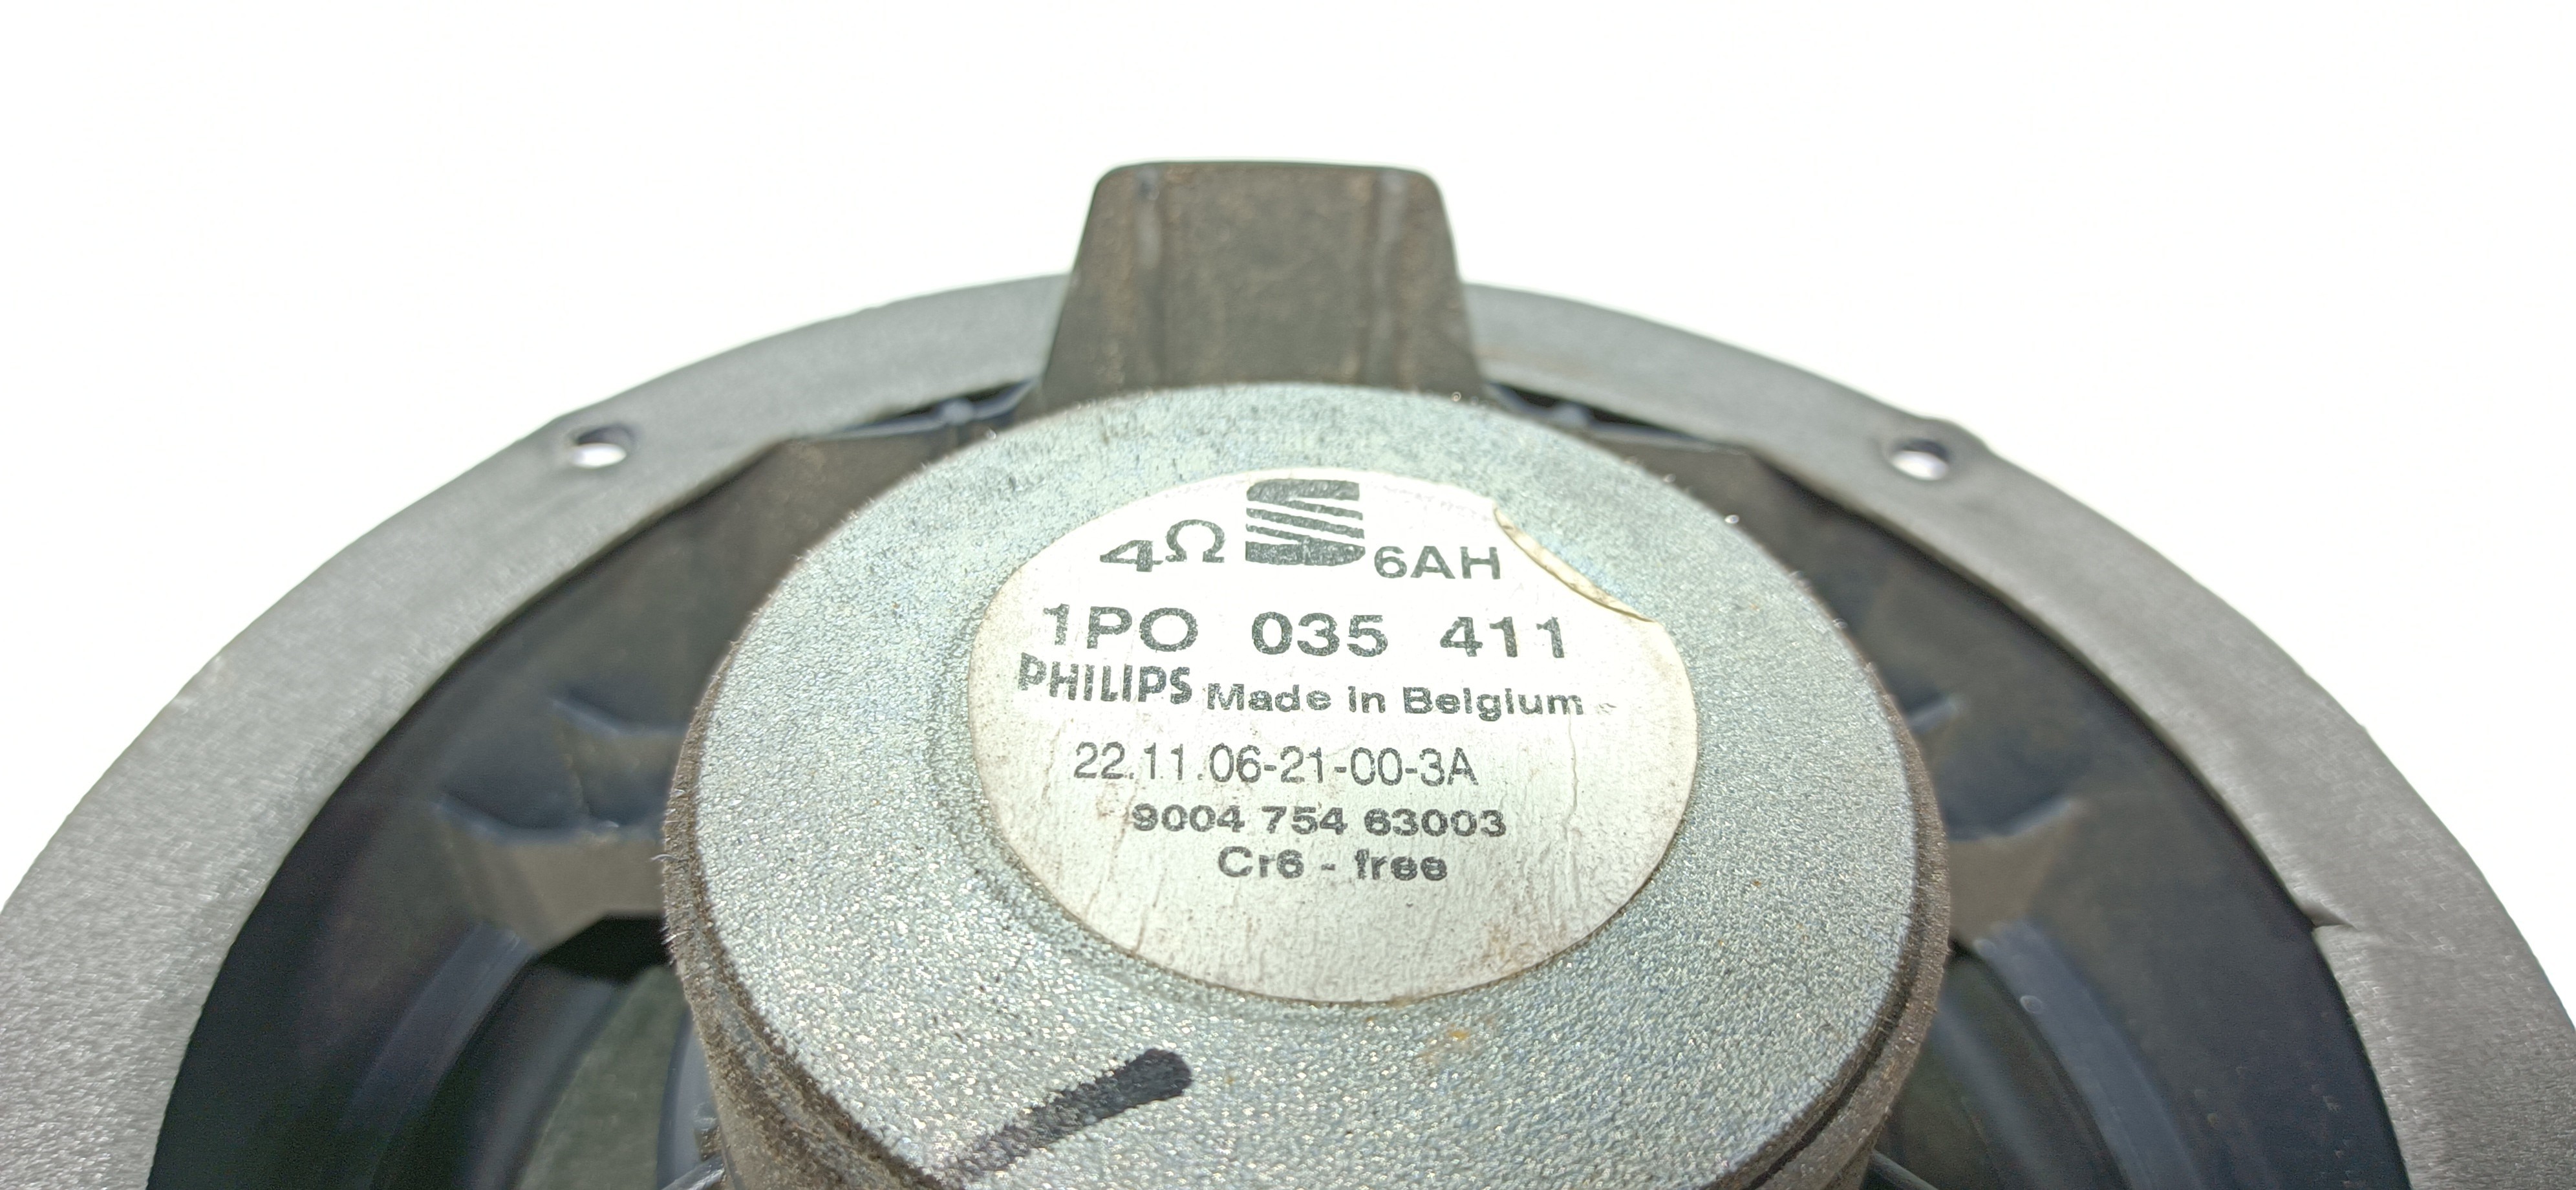 4Ω 6AH
1PO 035 411
PHILIPS Made in Belgium
22.11.06-21-00-3A
9004 754 63003
Cr6 - free